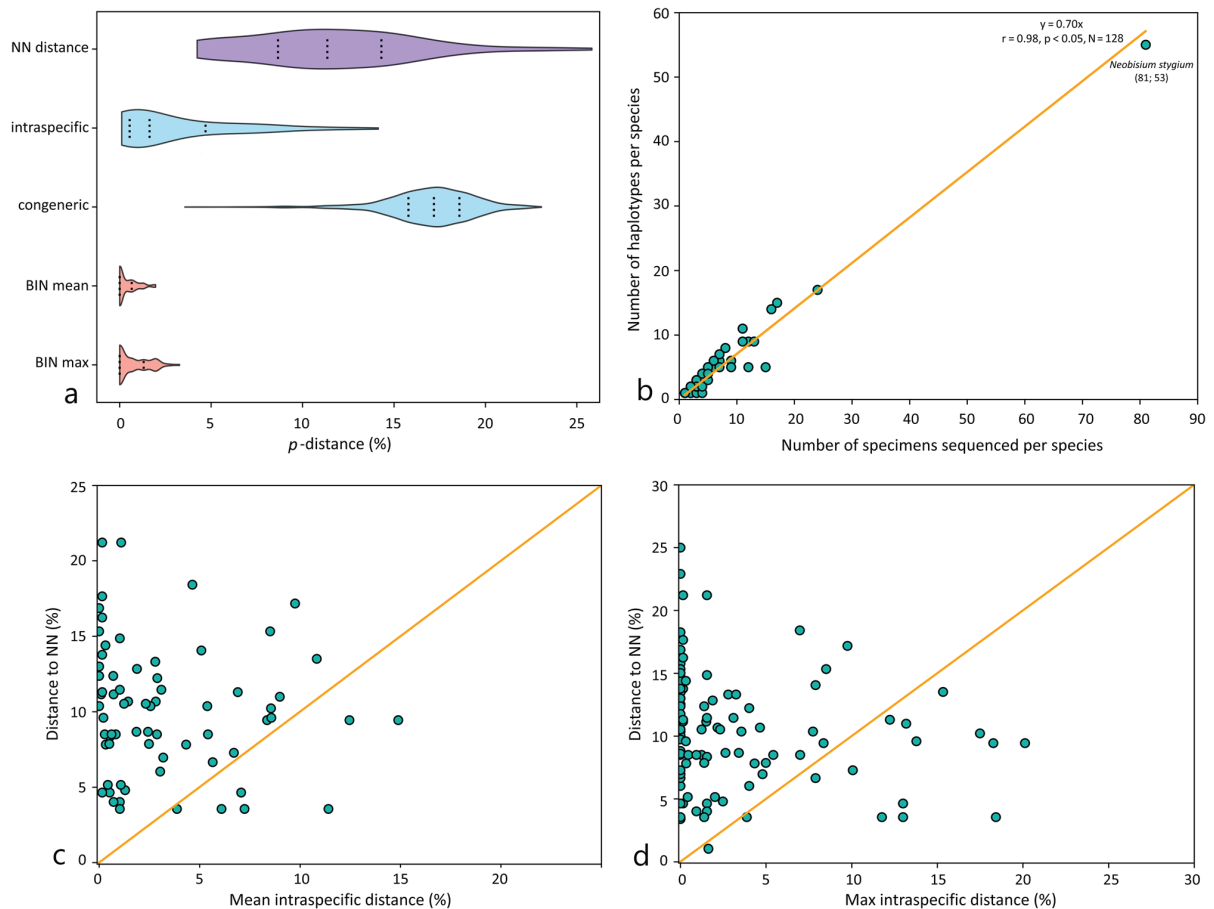 NN distance
intraspecific
congeneric
BIN mean
BIN max
a
0 5 10 15 20 25
p-distance (%)
60
50
40
30
20
10
0
Number of haplotypes per species
y = 0.70x
r = 0.98, p < 0.05, N = 128
Neobisium stygium
(81; 53)
b
0 10 20 30 40 50 60 70 80 90
Number of specimens sequenced per species
25
20
15
10
5
0
Distance to NN (%)
c
0 5 10 15 20
Mean intraspecific distance (%)
30
25
20
15
10
5
0
Distance to NN (%)
d
0 5 10 15 20 25 30
Max intraspecific distance (%)